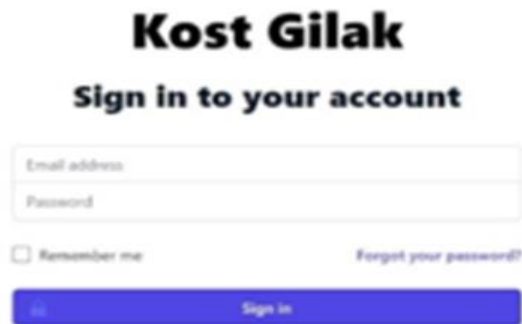 Kost Gilak
Sign in to your account
Email address
Password
Remember me Forgot your password?
Sign in